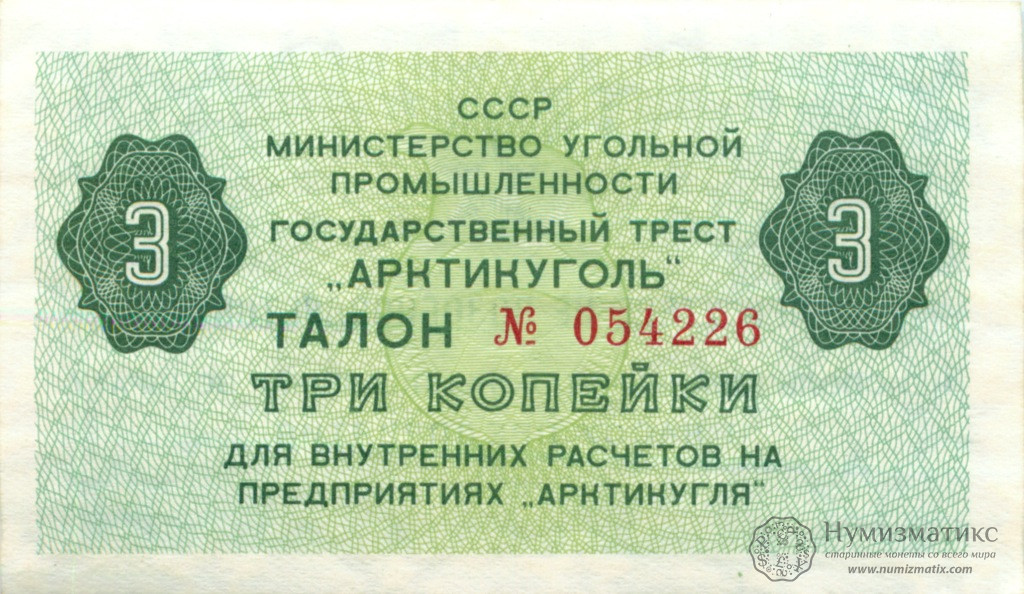 СССР
МИНИСТЕРСТВО УГОЛЬНОЙ
ПРОМЫШЛЕННОСТИ
ГОСУДАРСТВЕННЫЙ ТРЕСТ
„АРКТИКУГОЛЬ“
3
3
ТАЛОН № 054226
ТРИ КОПЕЙКИ
ДЛЯ ВНУТРЕННИХ РАСЧЕТОВ НА
ПРЕДПРИЯТИЯХ „АРКТИКУГЛЯ“
Нумизматикс
старинные монеты со всего мира
www.numizmatix.com